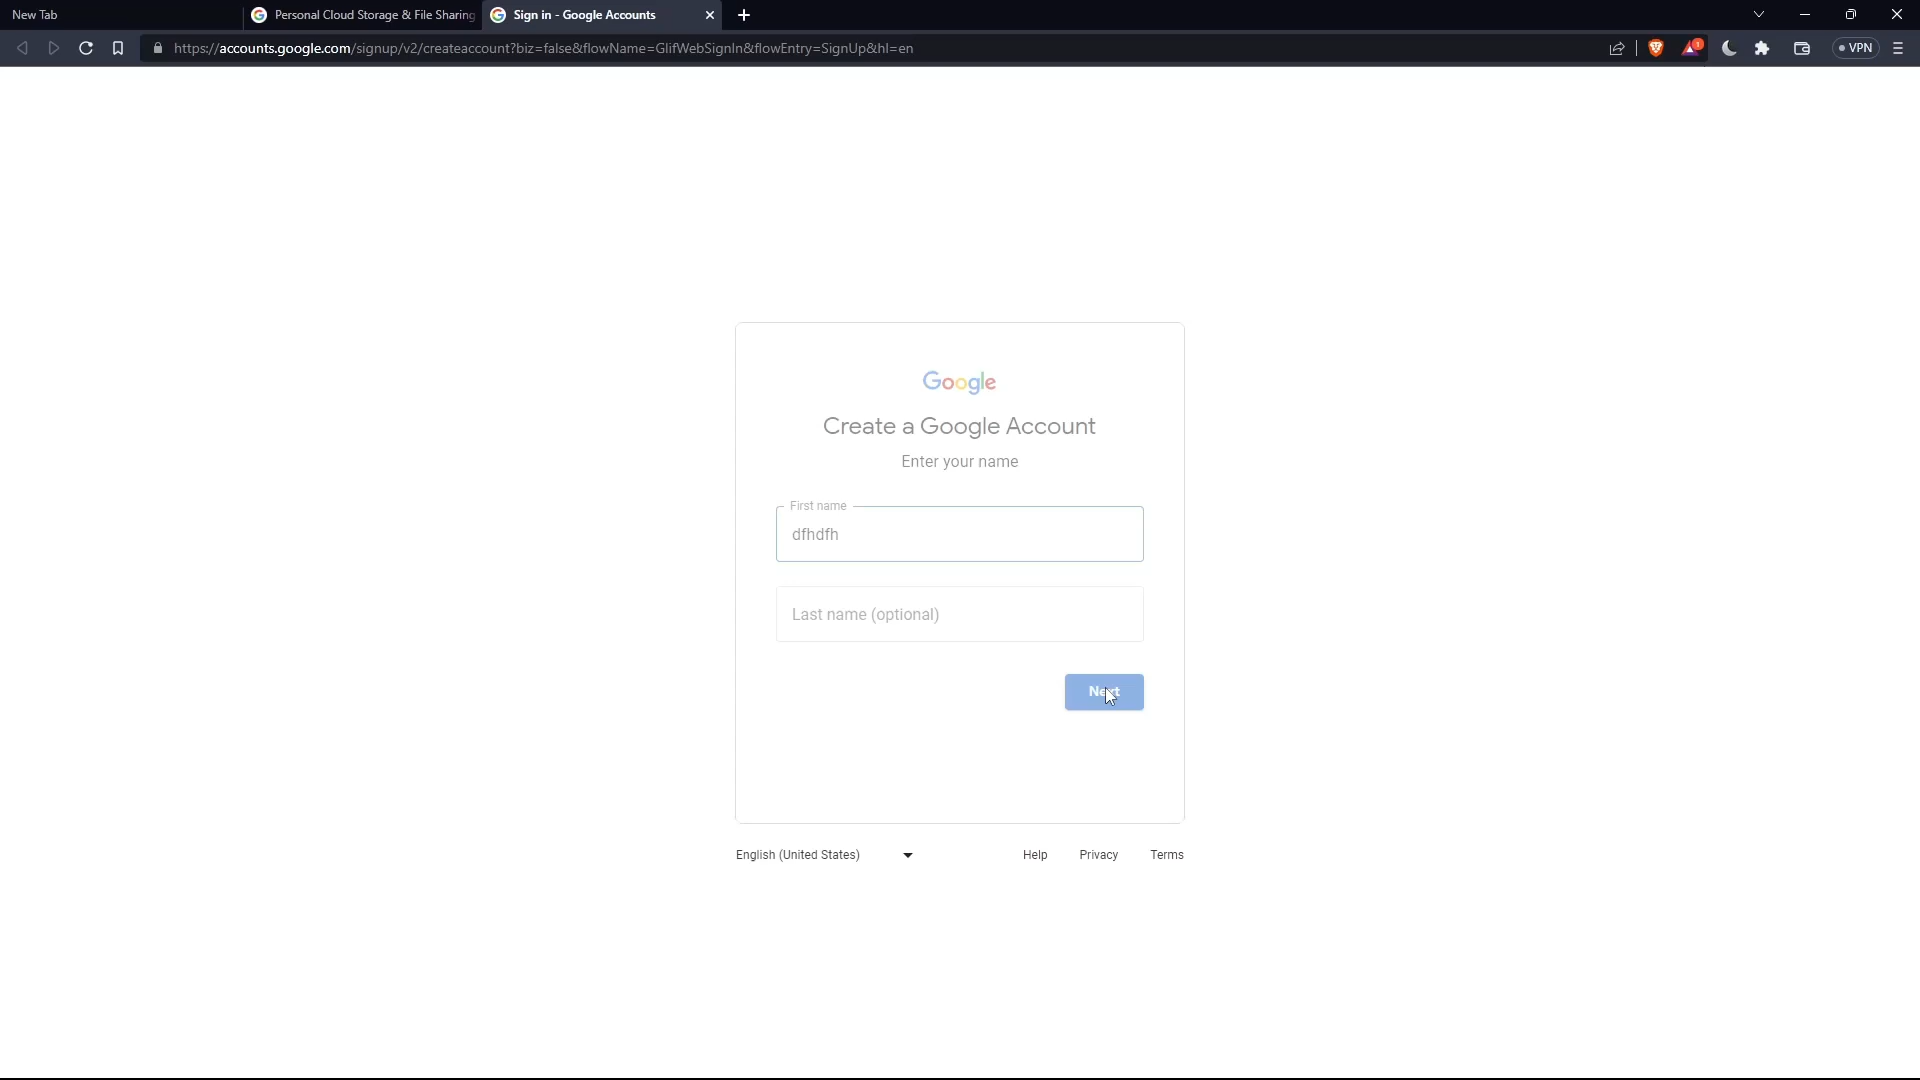 New Tab
Personal Cloud Storage & File Sharing
Sign in - Google Accounts
https://accounts.google.com/signup/v2/createaccount?biz=false&flowName=GlifWebSignIn&flowEntry=SignUp&hl=en
1
VPN
Google
Create a Google Account
Enter your name
First name
dfhdfh
Last name (optional)
Next
English (United States)
Help
Privacy
Terms